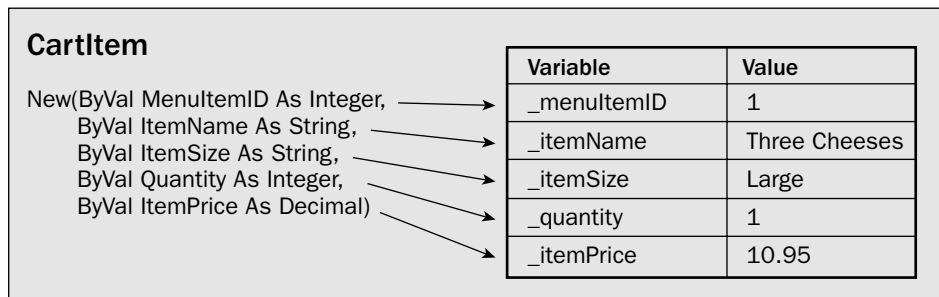 CartItem
New(ByVal MenuItemID As Integer,
ByVal ItemName As String,
ByVal ItemSize As String,
ByVal Quantity As Integer,
ByVal ItemPrice As Decimal)
Variable Value
_menuItemID 1
_itemName Three Cheeses
_itemSize Large
_quantity 1
_itemPrice 10.95